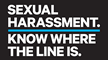 SEXUAL
HARASSMENT.
KNOW WHERE
THE LINE IS.